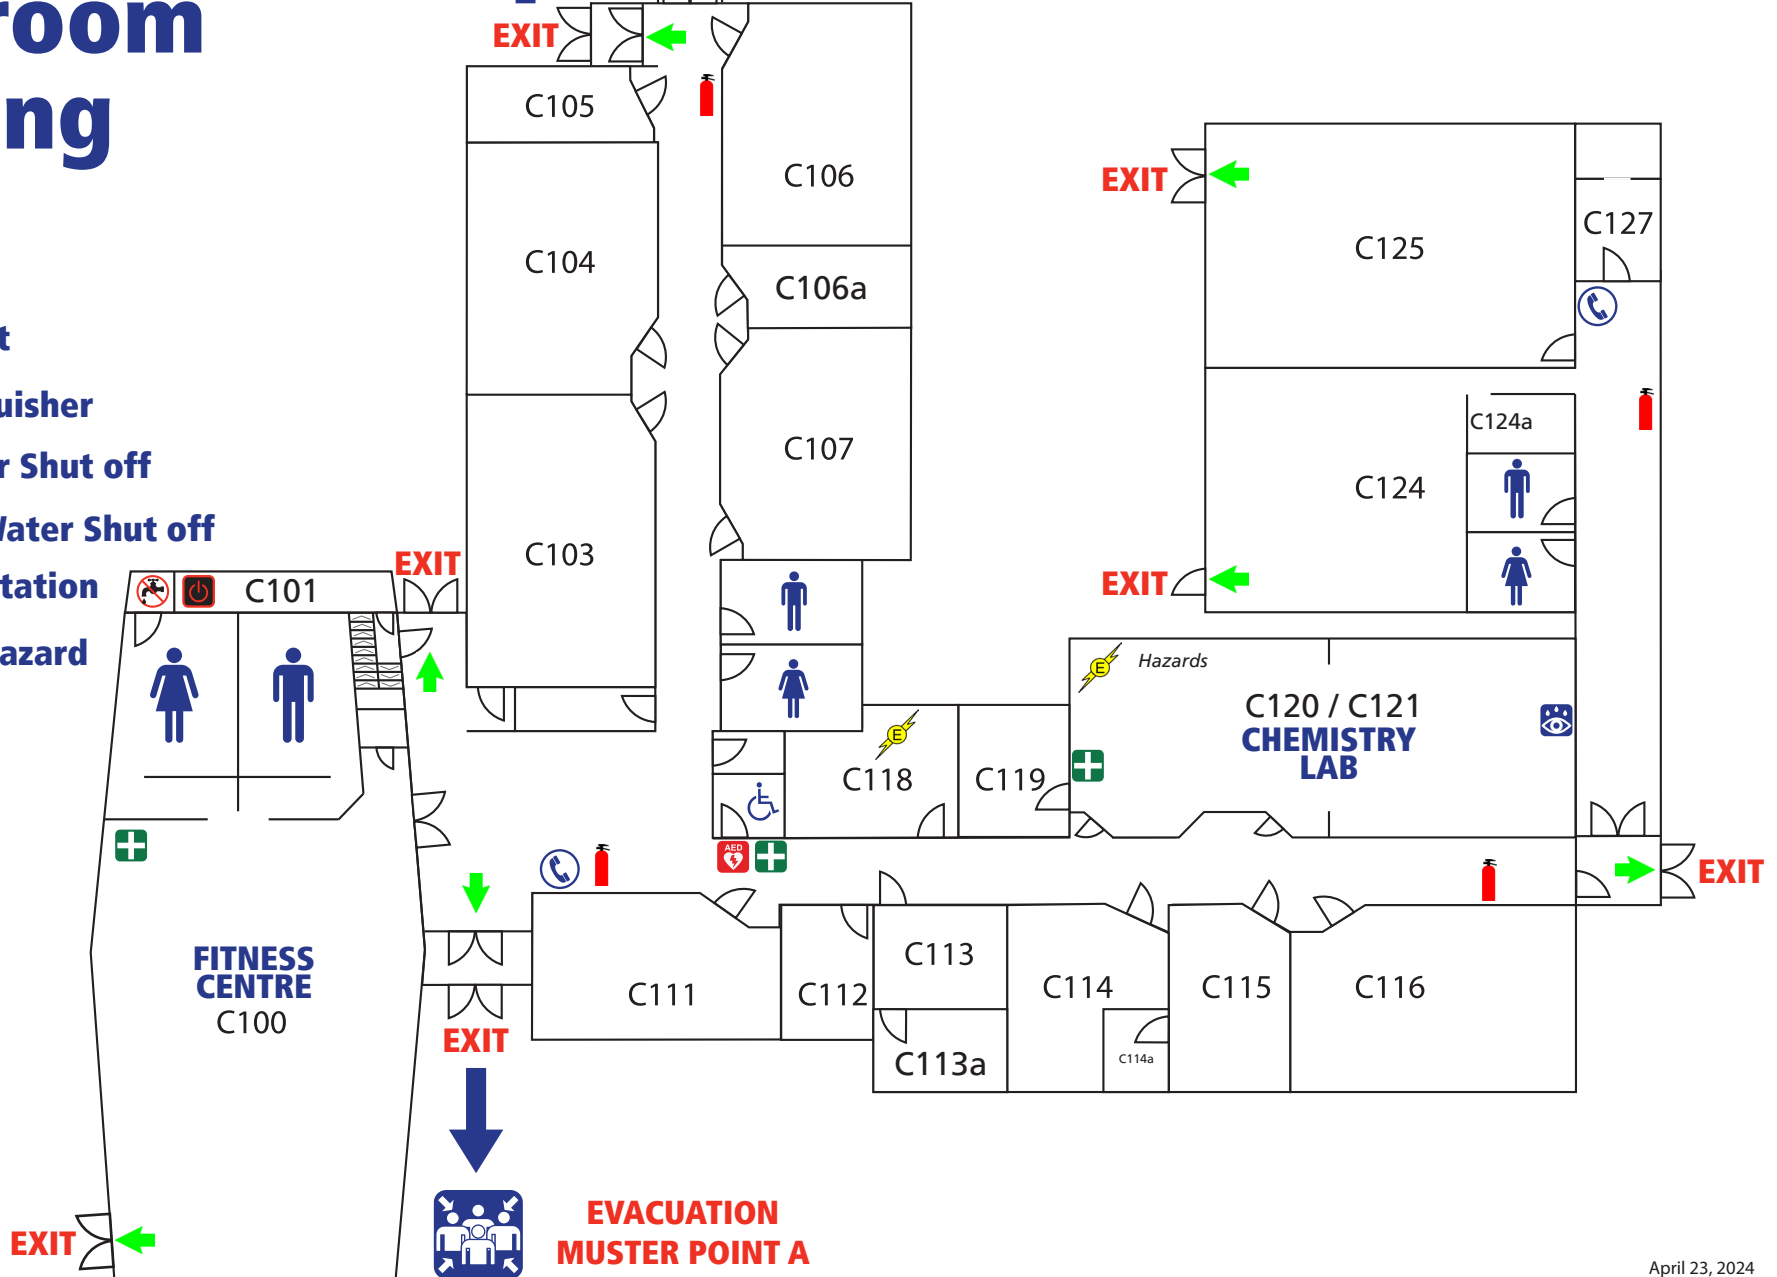 room
ing
t
uisher
r Shut off
Water Shut off
tation
azard
EXIT
C105
C106
C104
C106a
C107
C103
EXIT
C125
C127
C124a
C124
EXIT
EXIT
C101
Hazards
E
C120 / C121
CHEMISTRY
LAB
E
C118
C119
AED
EXIT
FITNESS
CENTRE
C100
C111
C112
C113
C113a
C114
C114a
C115
C116
EXIT
EXIT
EVACUATION
MUSTER POINT A
April 23, 2024